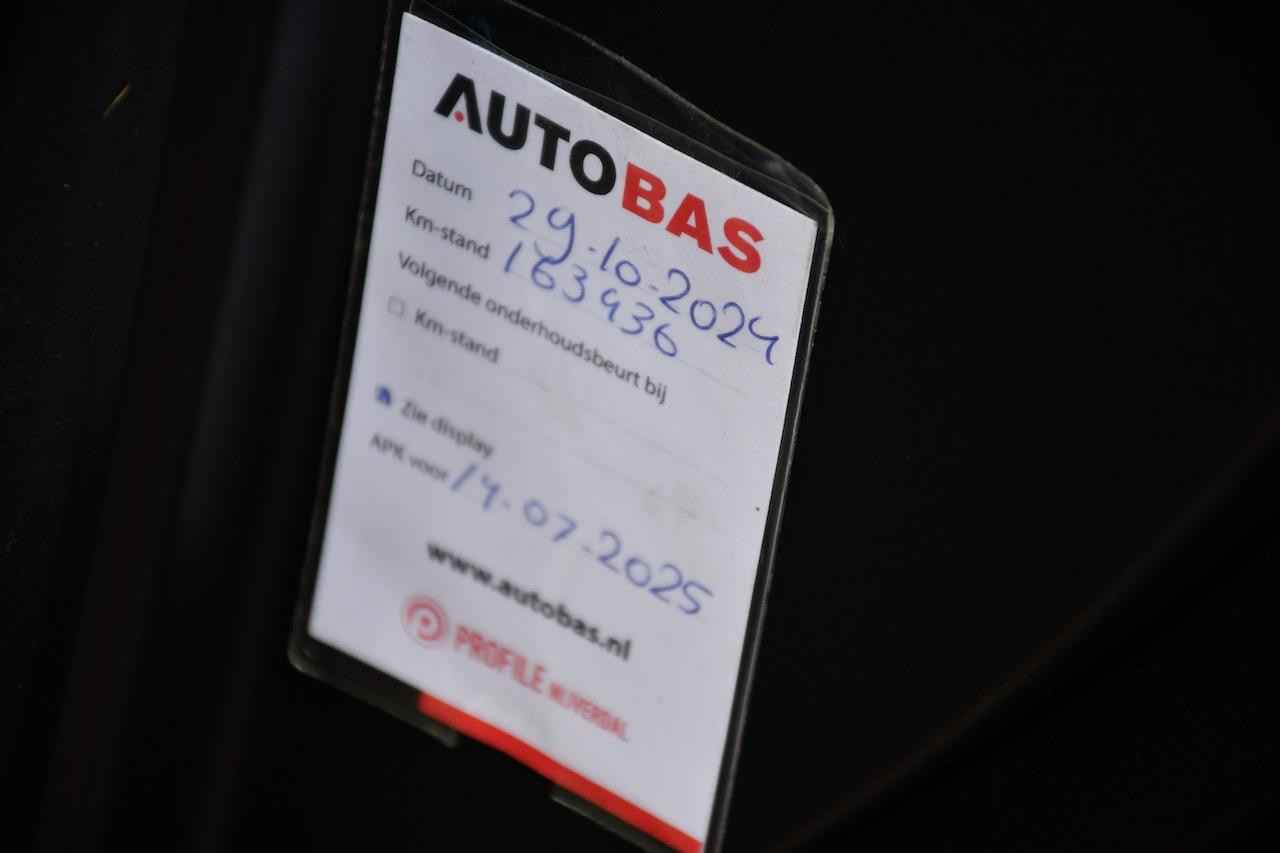 AUTOBAS
Datum 29.10.2024
Km-stand 163936
Volgende onderhoudsbeurt bij
Km-stand
Zie display
APK voor 14.07.2025
www.autobas.nl
PROFILE NIJVERDAL